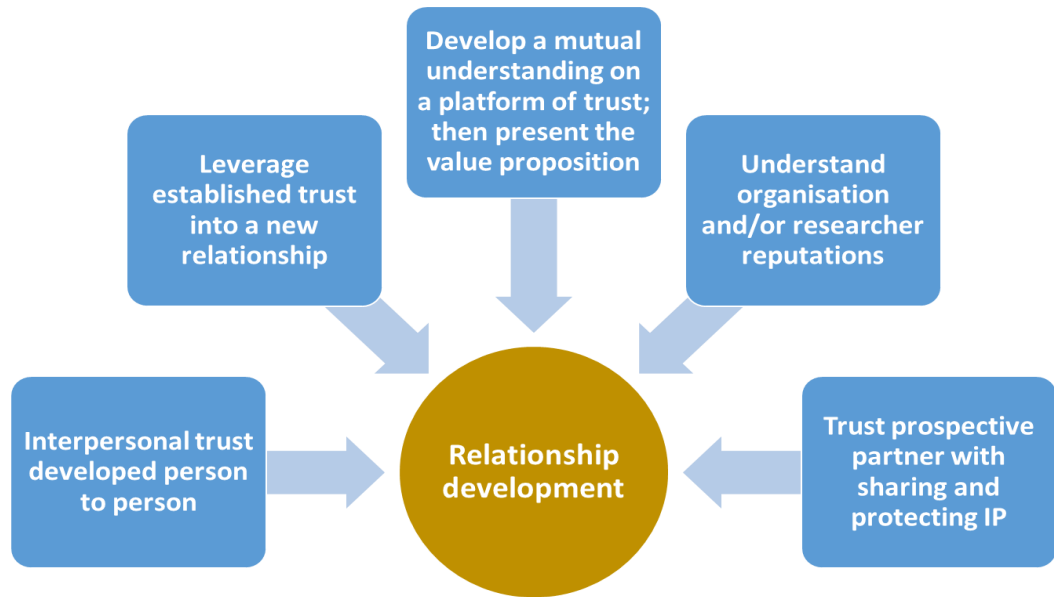 Develop a mutual
understanding on
a platform of trust;
then present the
value proposition
Leverage
established trust
into a new
relationship
Understand
organisation
and/or researcher
reputations
Interpersonal trust
developed person
to person
Relationship
development
Trust prospective
partner with
sharing and
protecting IP